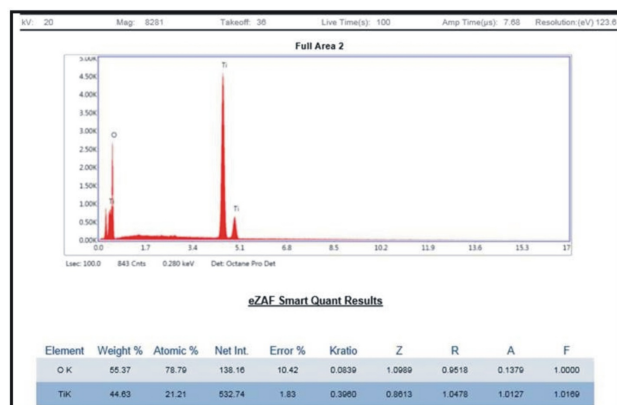 kV: 20 Mag: 8281 Takeoff: 36 Live Time(s): 100 Amp Time(µs): 7.68 Resolution:(eV) 123.6
Full Area 2
5.00K
4.50K
4.00K
3.50K
3.00K
2.50K
2.00K
1.50K
1.00K
0.50K
0.00K
Ti
O
Ti
Ti
0.0 1.7 3.4 5.1 6.8 8.5 10.2 11.9 13.6 15.3 17
Lsec: 100.0 843 Cnts 0.280 keV Det: Octane Pro Det
eZAF Smart Quant Results
Element Weight % Atomic % Net Int. Error % Kratio Z R A F
O K 55.37 78.79 138.16 10.42 0.0839 1.0989 0.9518 0.1379 1.0000
TiK 44.63 21.21 532.74 1.83 0.3960 0.8613 1.0478 1.0127 1.0169